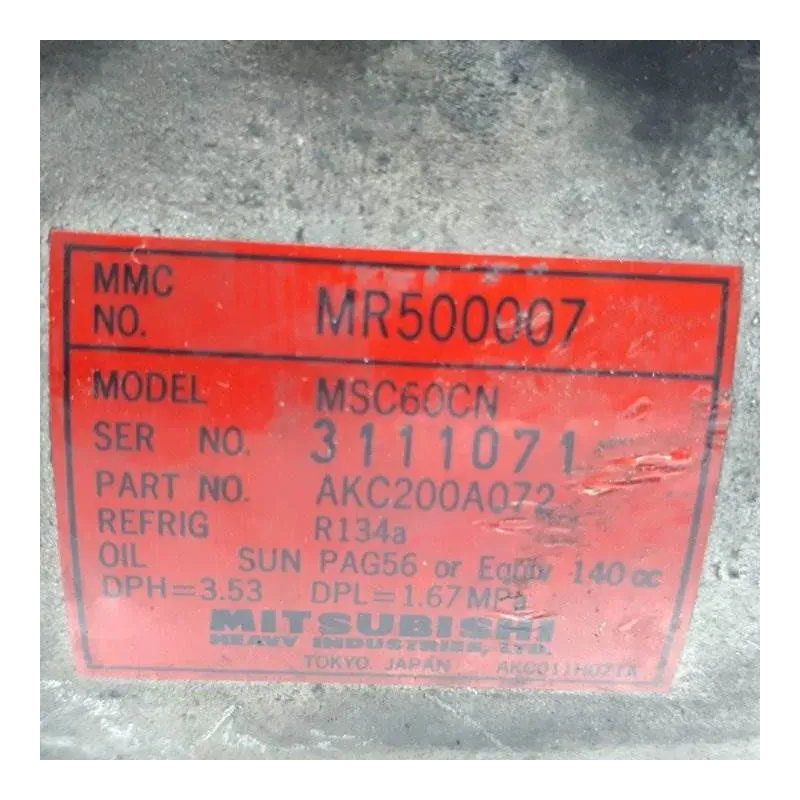 MMC
NO. MR500007
MODEL MSC60CN
SER NO. 3111071
PART NO. AKC200A072
REFRIG R134a
OIL SUN PAG56 or Equiv 140 cc
DPH=3.53 DPL=1.67MPa
MITSUBISHI
HEAVY INDUSTRIES, LTD.
TOKYO JAPAN